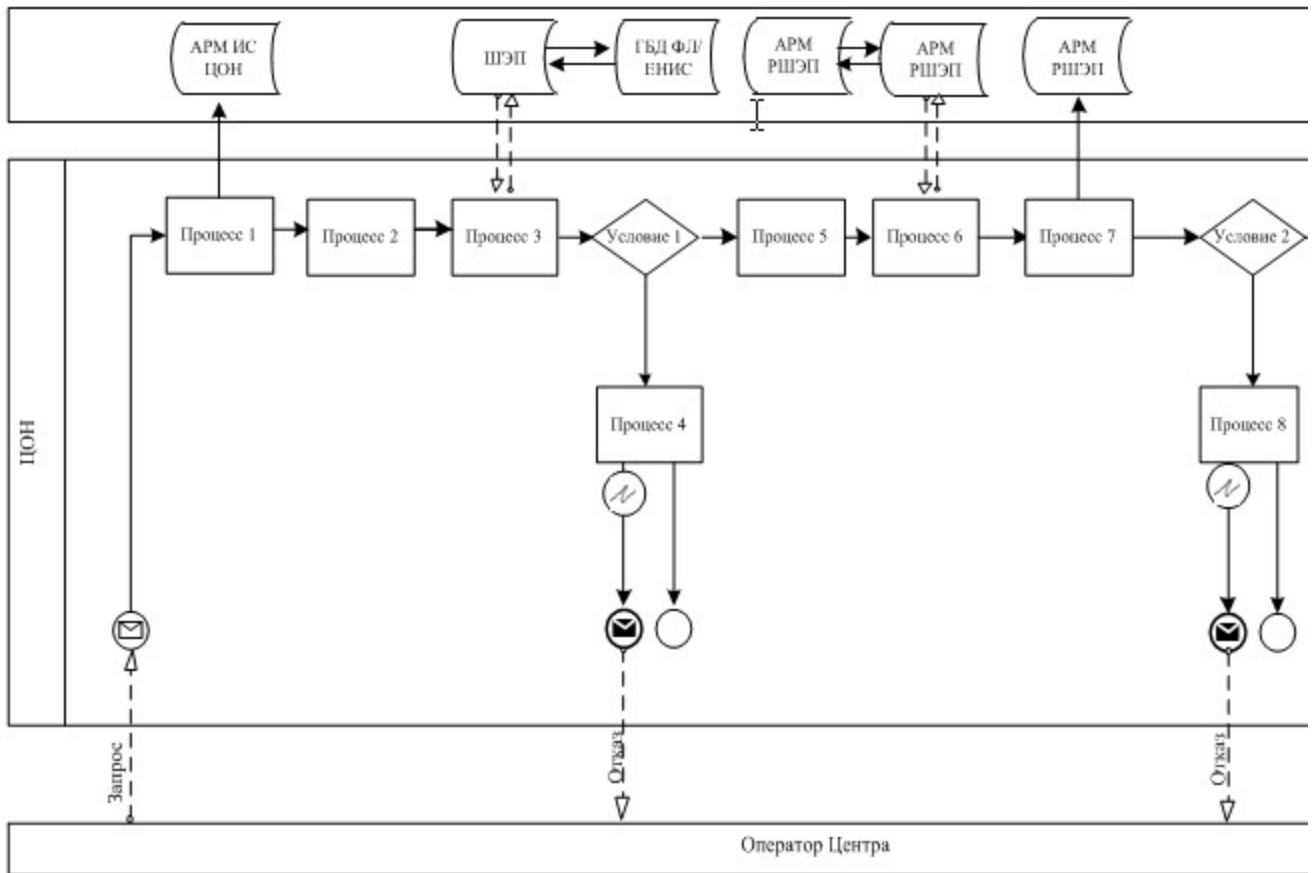 АРМ ИС
ЦОН
ШЭП
ГБД ФЛ/
ЕНИС
АРМ
РШЭП
АРМ
РШЭП
АРМ
РШЭП
ЦОН
Процесс 1
Процесс 2
Процесс 3
Условие 1
Процесс 5
Процесс 6
Процесс 7
Условие 2
Процесс 4
Процесс 8
Запрос
Отказ
Отказ
Оператор Центра